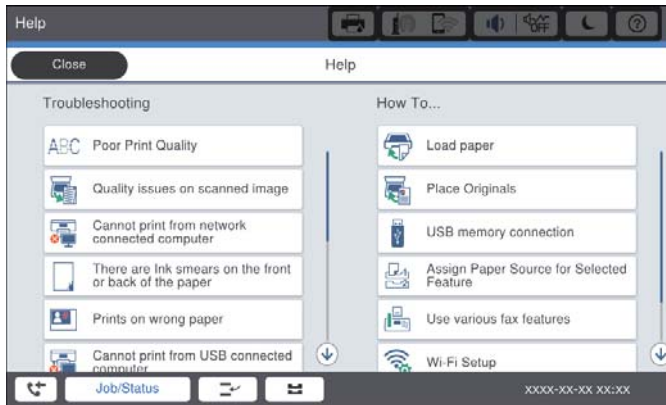 Help
OFF
Close
Help
Troubleshooting
ABC Poor Print Quality
Quality issues on scanned image
Cannot print from network
connected computer
There are Ink smears on the front
or back of the paper
Prints on wrong paper
Cannot print from USB connected
computer
How To...
Load paper
Place Originals
USB memory connection
Assign Paper Source for Selected
Feature
Use various fax features
Wi-Fi Setup
Job/Status
XXXX-XX-XX XX:XX